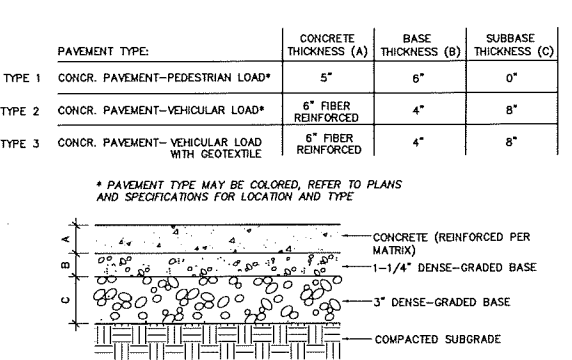 PAVEMENT TYPE: CONCRETE THICKNESS (A) BASE THICKNESS (B) SUBBASE THICKNESS (C)
TYPE 1 CONCR. PAVEMENT-PEDESTRIAN LOAD* 5" 6" 0"
TYPE 2 CONCR. PAVEMENT-VEHICULAR LOAD* 6" FIBER REINFORCED 4" 8"
TYPE 3 CONCR. PAVEMENT- VEHICULAR LOAD WITH GEOTEXTILE 6" FIBER REINFORCED 4" 8"
* PAVEMENT TYPE MAY BE COLORED, REFER TO PLANS
AND SPECIFICATIONS FOR LOCATION AND TYPE
A
CONCRETE (REINFORCED PER
MATRIX)
B
1-1/4" DENSE-GRADED BASE
C
3" DENSE-GRADED BASE
COMPACTED SUBGRADE